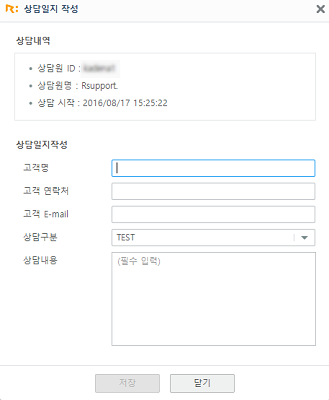 상담일지 작성
상담내역
• 상담원 ID :
• 상담원명 : Rsupport.
• 상담 시작 : 2016/08/17 15:25:22
상담일지작성
고객명
고객 연락처
고객 E-mail
상담구분 TEST
상담내용 (필수 입력)
저장 닫기